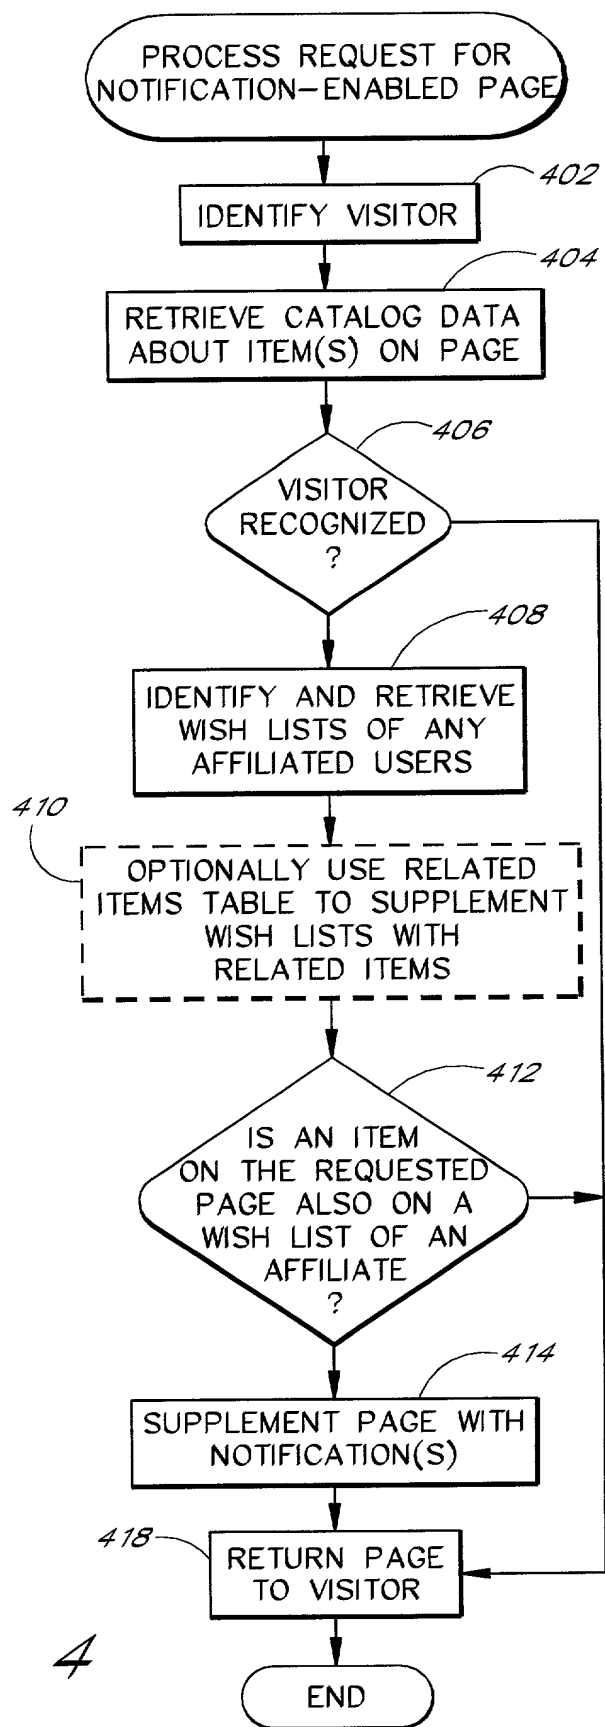 PROCESS REQUEST FOR
NOTIFICATION-ENABLED PAGE
402
IDENTIFY VISITOR
404
RETRIEVE CATALOG DATA
ABOUT ITEM(S) ON PAGE
406
VISITOR
RECOGNIZED
?
408
IDENTIFY AND RETRIEVE
WISH LISTS OF ANY
AFFILIATED USERS
410
OPTIONALLY USE RELATED
ITEMS TABLE TO SUPPLEMENT
WISH LISTS WITH
RELATED ITEMS
412
IS AN ITEM
ON THE REQUESTED
PAGE ALSO ON A
WISH LIST OF AN
AFFILIATE
?
414
SUPPLEMENT PAGE WITH
NOTIFICATION(S)
418
RETURN PAGE
TO VISITOR
4
END